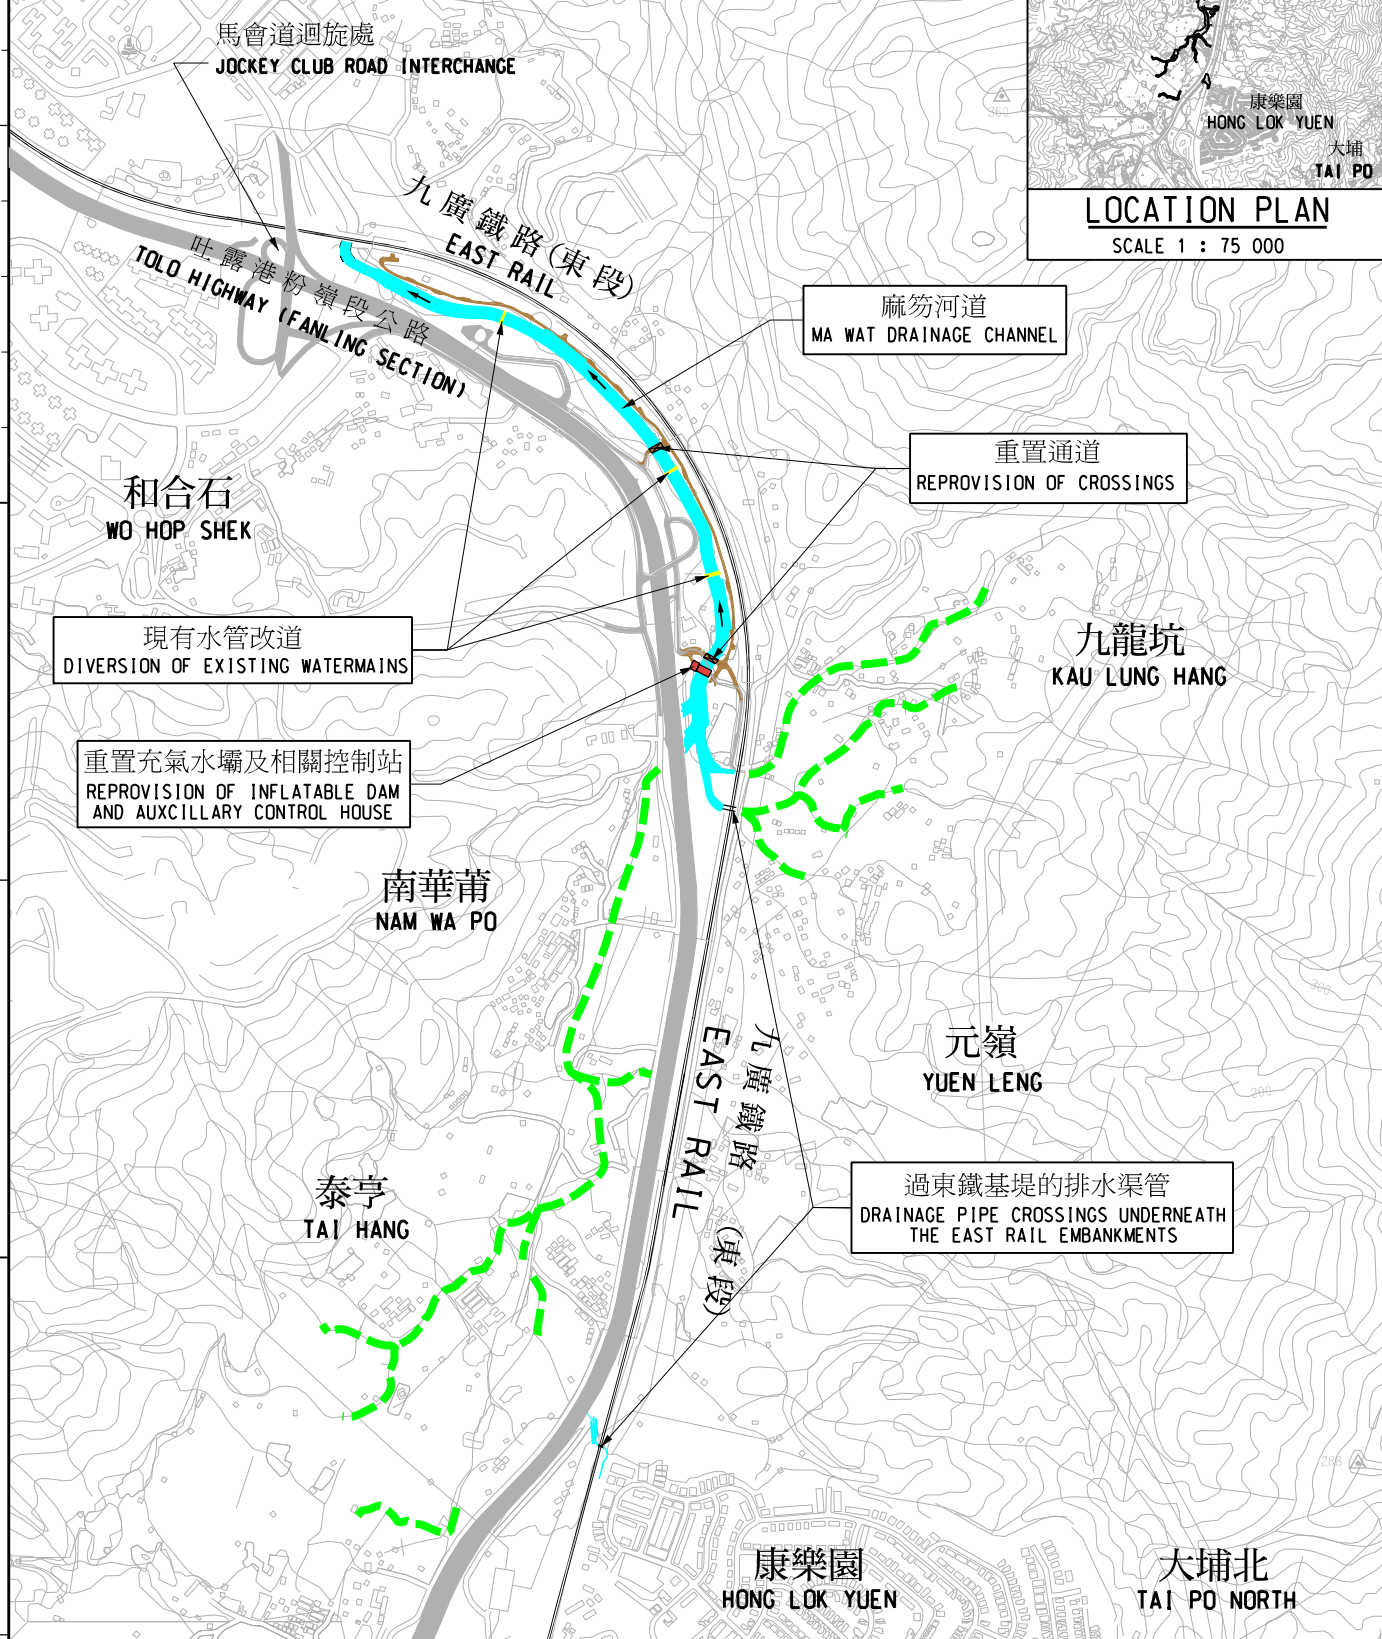 馬會道迴旋處
JOCKEY CLUB ROAD INTERCHANGE
360
康樂園
HONG LOK YUEN
大埔
TAI PO
LOCATION PLAN
SCALE 1 : 75 000
九廣鐵路(東段)
EAST RAIL
吐露港粉嶺段公路
TOLO HIGHWAY (FANLING SECTION)
麻笏河道
MA WAT DRAINAGE CHANNEL
重置通道
REPROVISION OF CROSSINGS
和合石
WO HOP SHEK
現有水管改道
DIVERSION OF EXISTING WATERMAINS
九龍坑
KAU LUNG HANG
重置充氣水壩及相關控制站
REPROVISION OF INFLATABLE DAM
AND AUXCILLARY CONTROL HOUSE
南華莆
NAM WA PO
300
九廣鐵路(東段)
EAST RAIL
元嶺
YUEN LENG
200
過東鐵基堤的排水渠管
DRAINAGE PIPE CROSSINGS UNDERNEATH
THE EAST RAIL EMBANKMENTS
泰亨
TAI HANG
288
康樂園
HONG LOK YUEN
大埔北
TAI PO NORTH